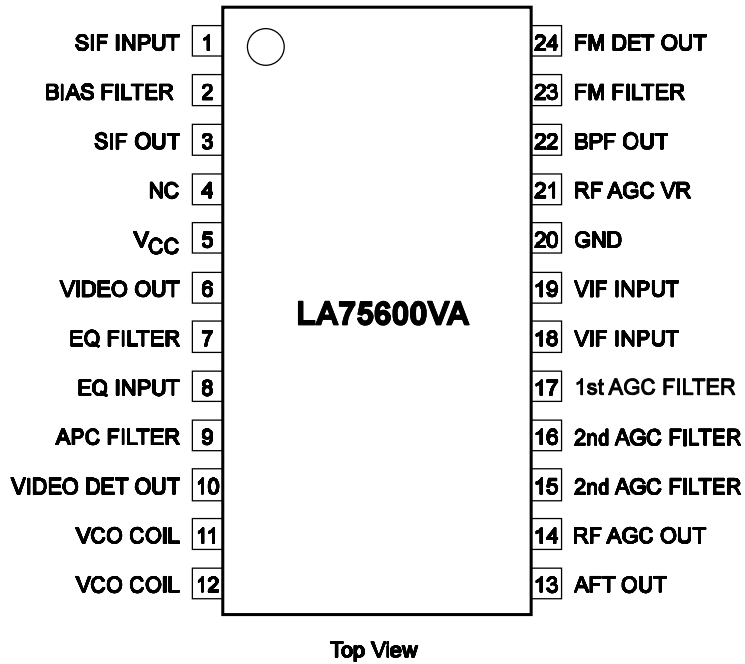 SIF INPUT 1 24 FM DET OUT
BIAS FILTER 2 23 FM FILTER
SIF OUT 3 22 BPF OUT
NC 4 21 RF AGC VR
VCC 5 20 GND
VIDEO OUT 6 19 VIF INPUT
LA75600VA
EQ FILTER 7 18 VIF INPUT
EQ INPUT 8 17 1st AGC FILTER
APC FILTER 9 16 2nd AGC FILTER
VIDEO DET OUT 10 15 2nd AGC FILTER
VCO COIL 11 14 RF AGC OUT
VCO COIL 12 13 AFT OUT
Top View